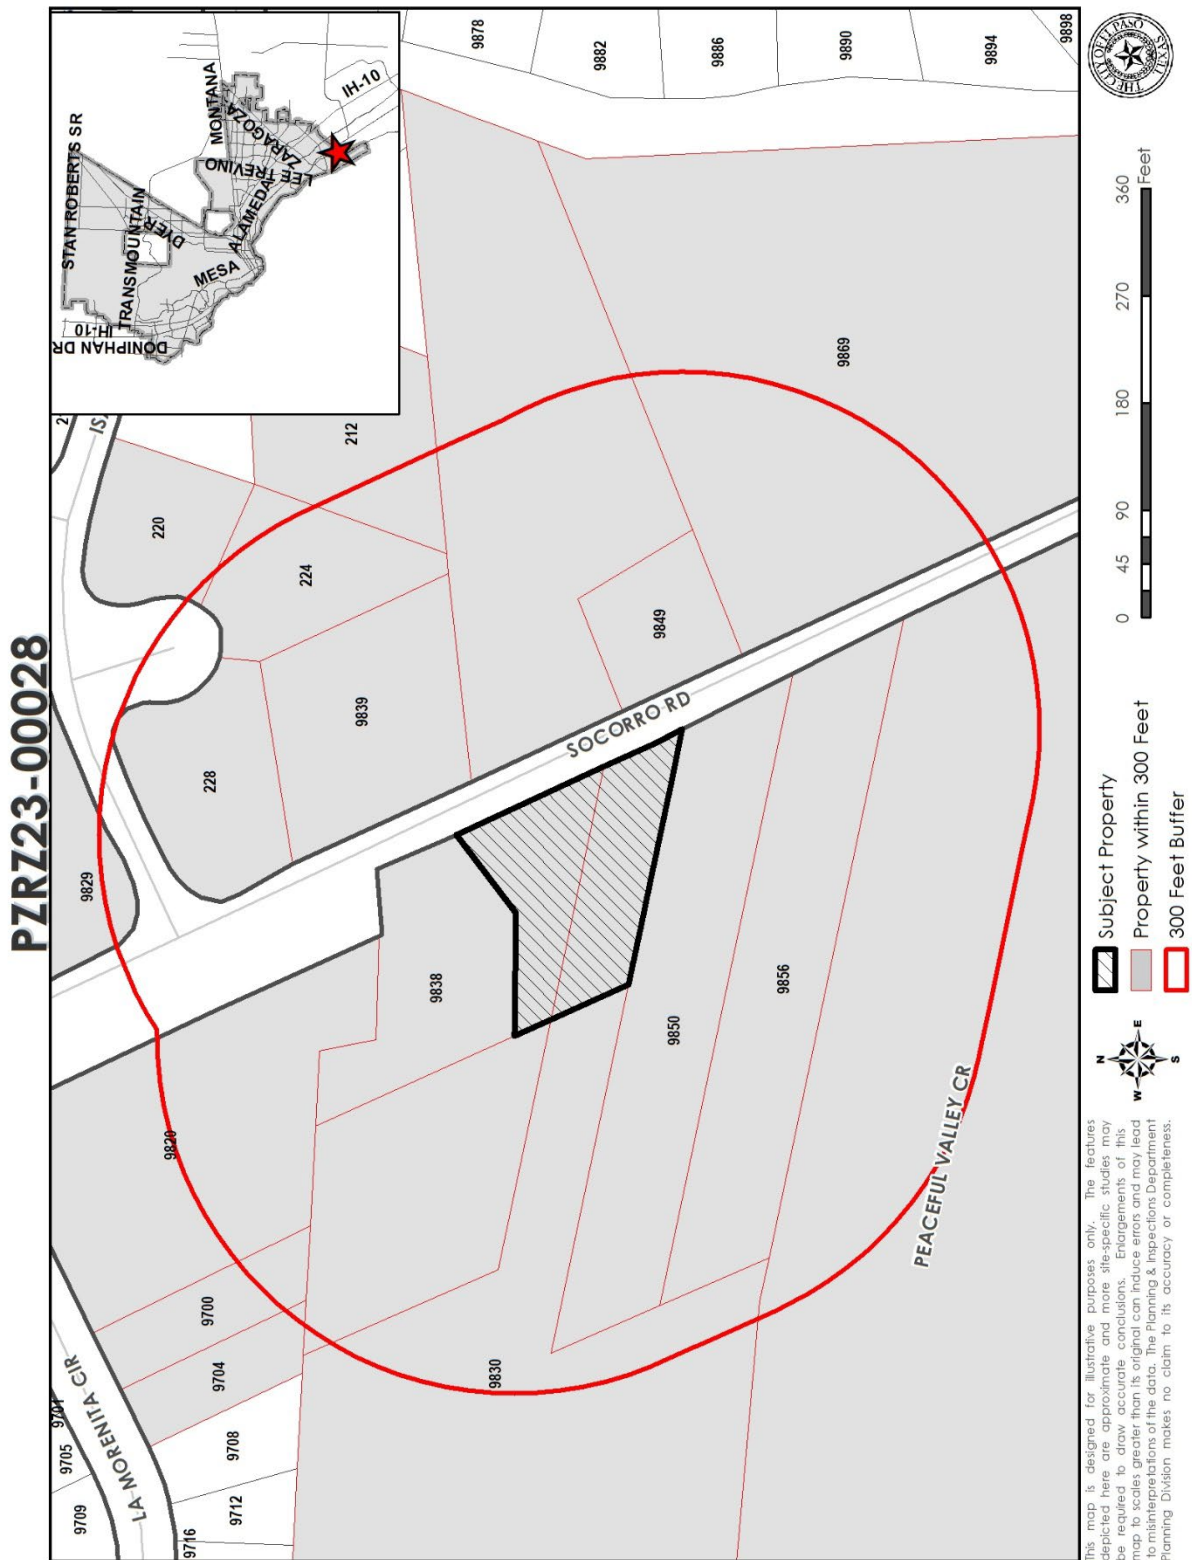 PZRZ23-00028
STAN ROBERTS SR
TRANSMOUNTAIN
DYER
DONIPHAN DR
IH-10
MESA
MONTANA
ZARAGOZA
LEE TREVINO
ALAMEDA
IH-10
9878
9882
9886
9890
9894
9898
212
220
224
228
9829
9839
9849
9869
SOCORRO RD
9838
9850
9856
9820
9830
9700
9704
9708
9712
9716
9701
9705
9709
LA MORENITA CIR
PEACEFUL VALLEY CR
This map is designed for illustrative purposes only. The features
depicted here are approximate and more site-specific studies may
be required to draw accurate conclusions. Enlargements of this
map to scales greater than its original can induce errors and may lead
to misinterpretations of the data. The Planning & Inspections Department
Planning Division makes no claim to its accuracy or completeness.
N
W E
S
Subject Property
Property within 300 Feet
300 Feet Buffer
0 45 90 180 270 360
Feet
THE CITY OF EL PASO TEXAS